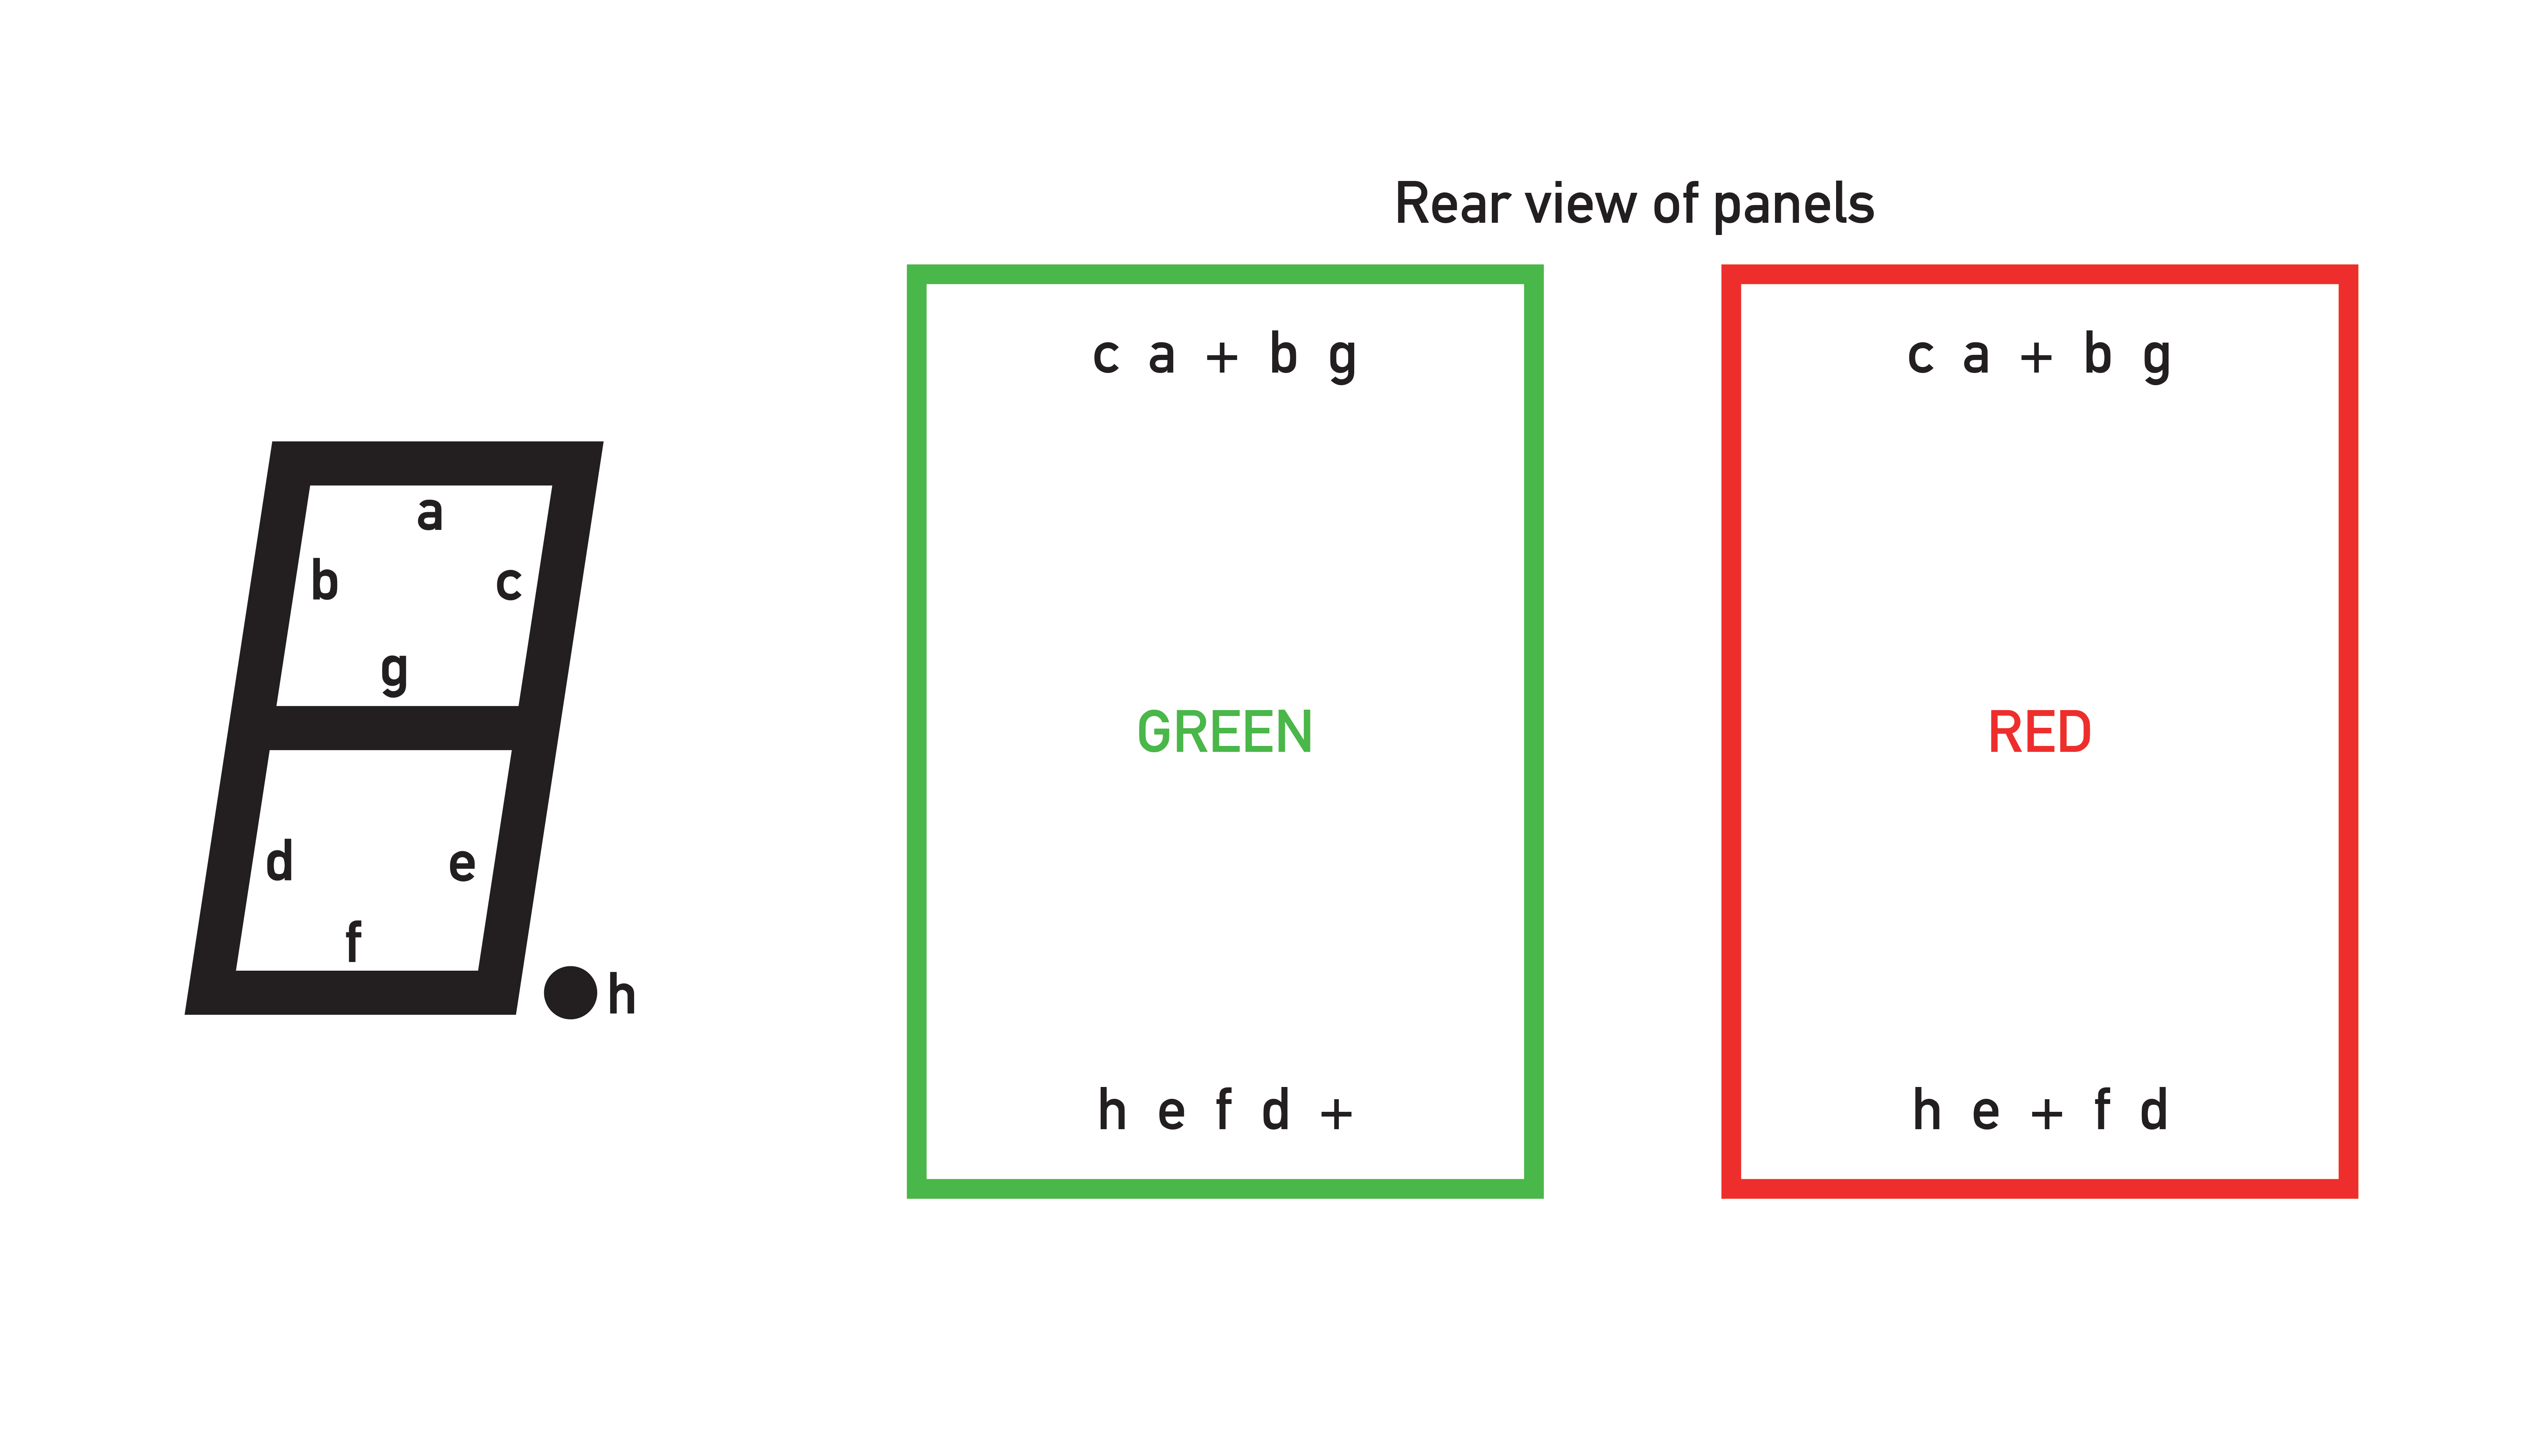 Rear view of panels
a
b c
g
d e
f
h
c a + b g
GREEN
h e f d +
c a + b g
RED
h e + f d